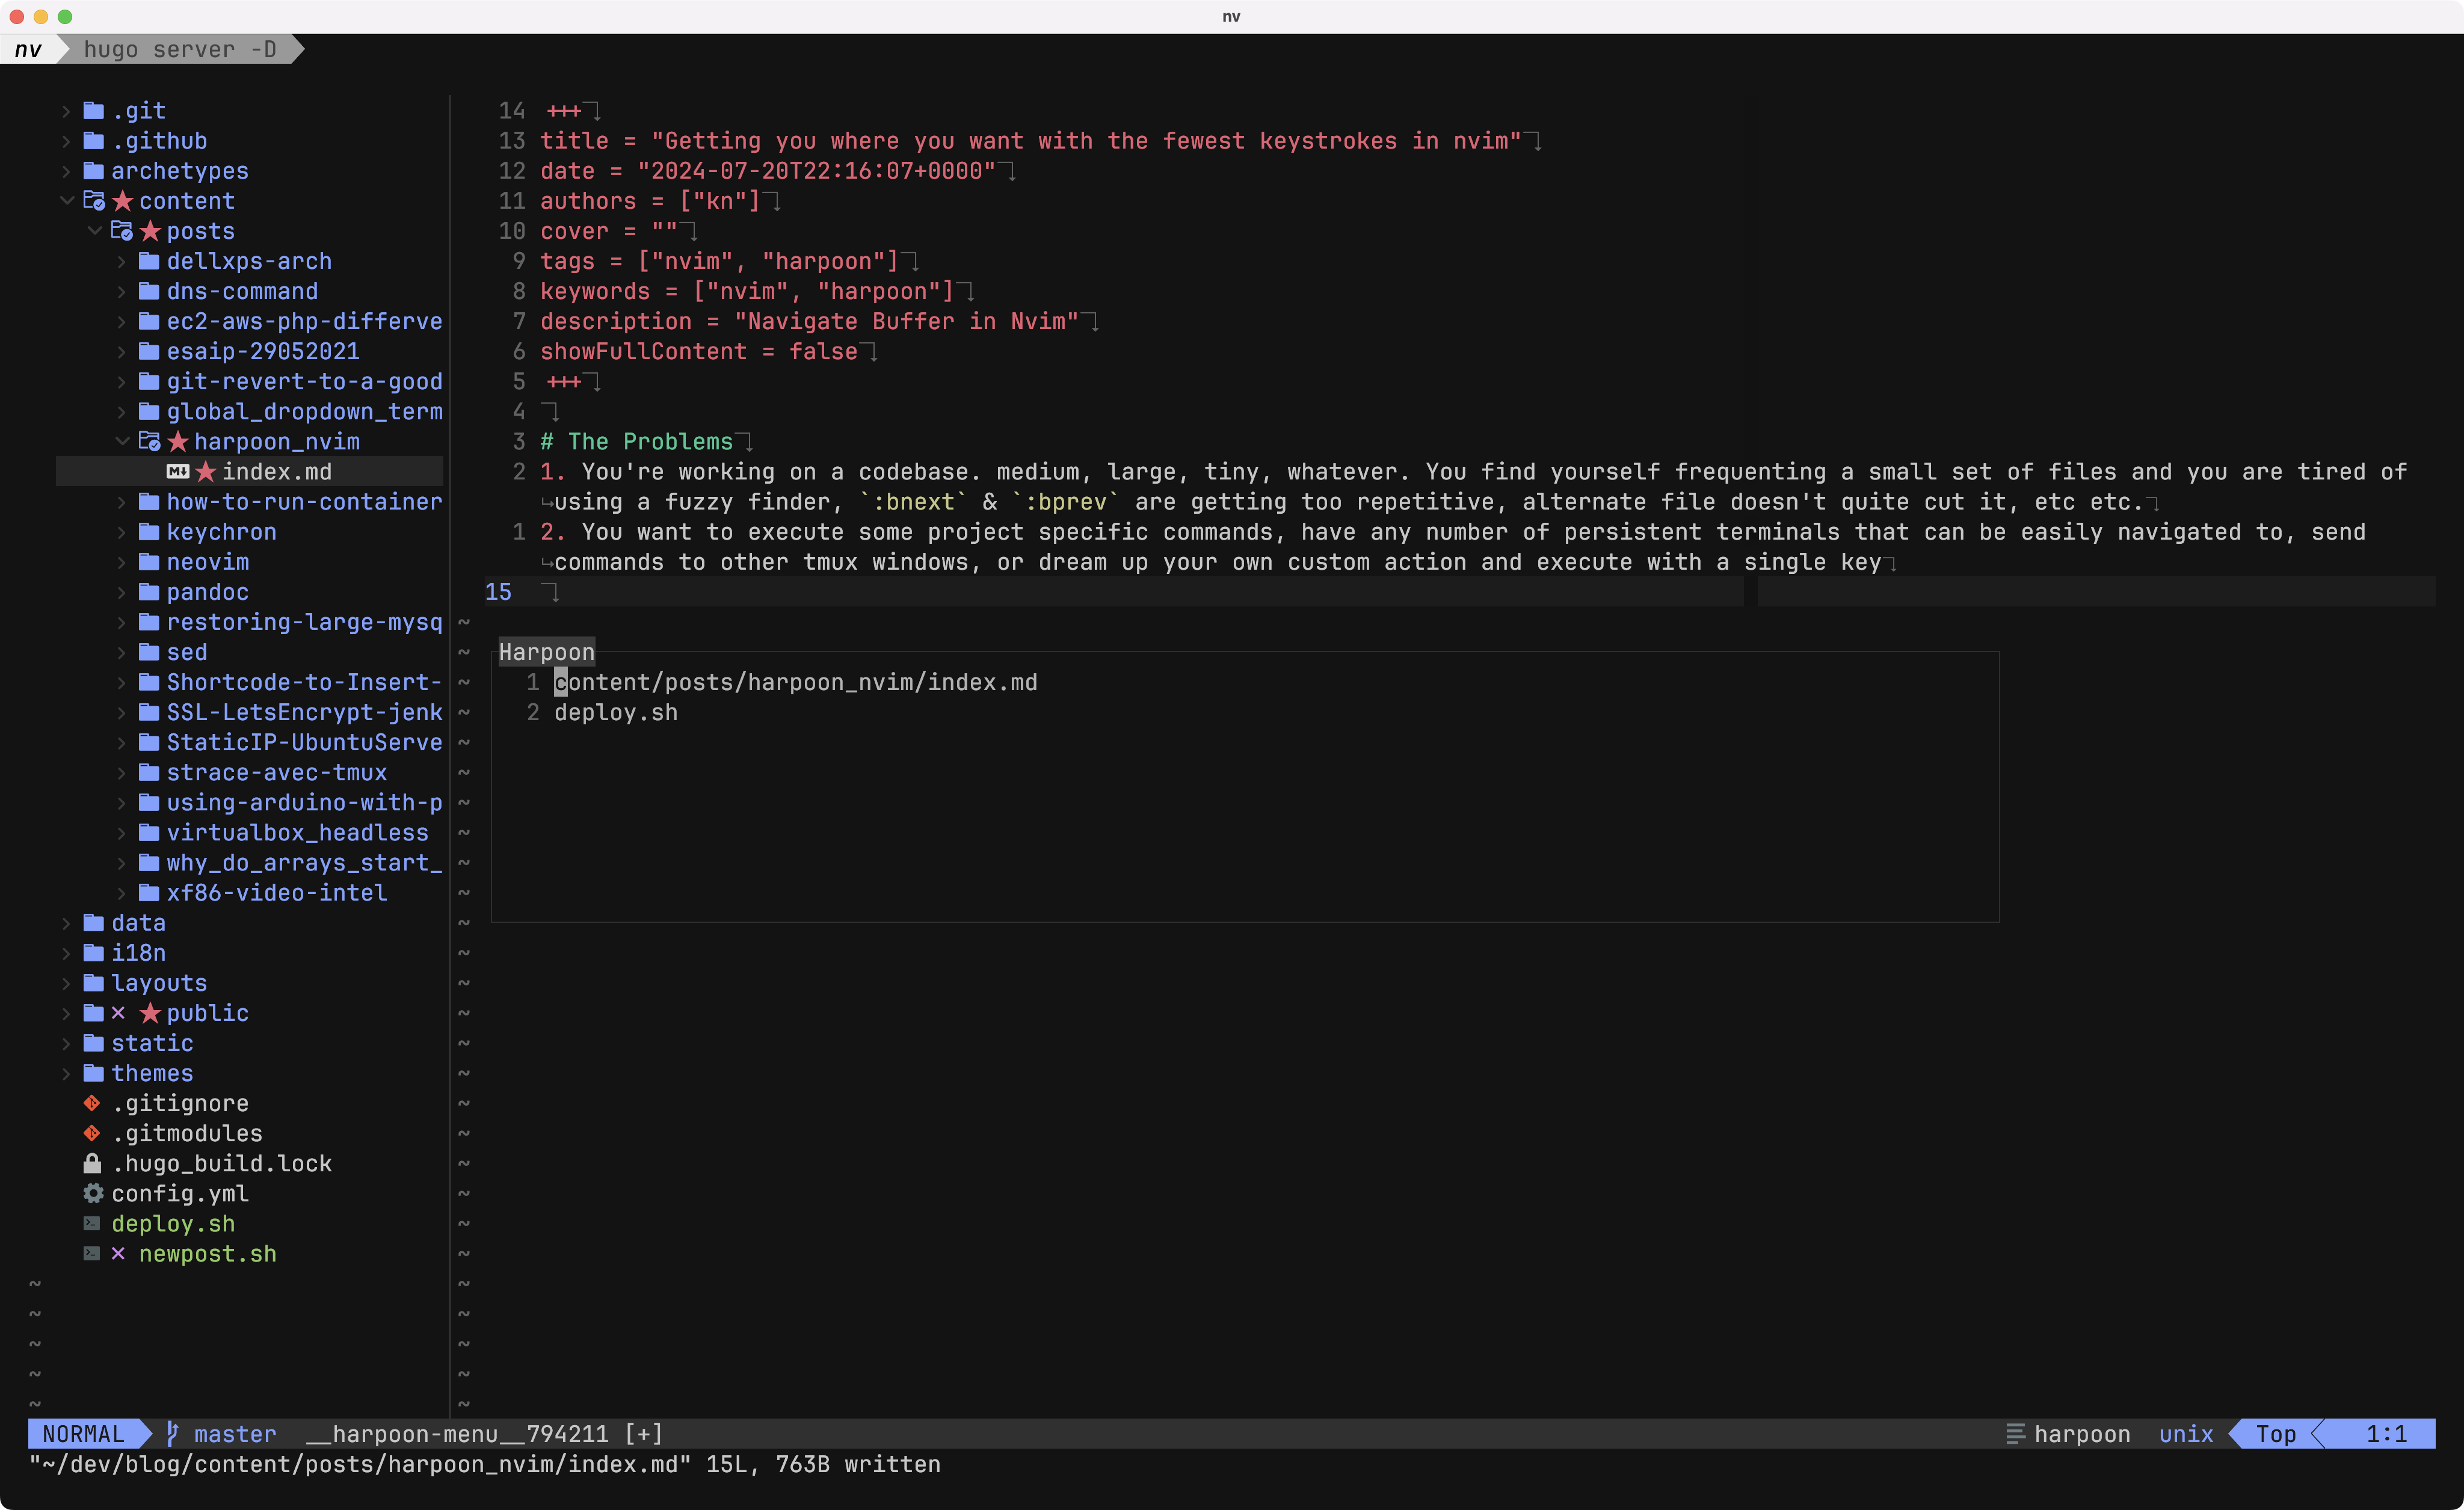 nv
nv hugo server -D
.git
.github
archetypes
content
posts
dellxps-arch
dns-command
ec2-aws-php-differve
esaip-29052021
git-revert-to-a-good
global_dropdown_term
harpoon_nvim
index.md
how-to-run-container
keychron
neovim
pandoc
restoring-large-mysq
sed
Shortcode-to-Insert-
SSL-LetsEncrypt-jenk
StaticIP-UbuntuServe
strace-avec-tmux
using-arduino-with-p
virtualbox_headless
why_do_arrays_start_
xf86-video-intel
data
i18n
layouts
public
static
themes
.gitignore
.gitmodules
.hugo_build.lock
config.yml
deploy.sh
newpost.sh
14 +++
13 title = "Getting you where you want with the fewest keystrokes in nvim"
12 date = "2024-07-20T22:16:07+0000"
11 authors = ["kn"]
10 cover = ""
9 tags = ["nvim", "harpoon"]
8 keywords = ["nvim", "harpoon"]
7 description = "Navigate Buffer in Nvim"
6 showFullContent = false
5 +++
4
3 # The Problems
2 1. You're working on a codebase. medium, large, tiny, whatever. You find yourself frequenting a small set of files and you are tired of
using a fuzzy finder, `:bnext` & `:bprev` are getting too repetitive, alternate file doesn't quite cut it, etc etc.
1 2. You want to execute some project specific commands, have any number of persistent terminals that can be easily navigated to, send
commands to other tmux windows, or dream up your own custom action and execute with a single key
15
Harpoon
1 content/posts/harpoon_nvim/index.md
2 deploy.sh
NORMAL master __harpoon-menu__794211 [+] harpoon unix Top 1:1
"~/dev/blog/content/posts/harpoon_nvim/index.md" 15L, 763B written